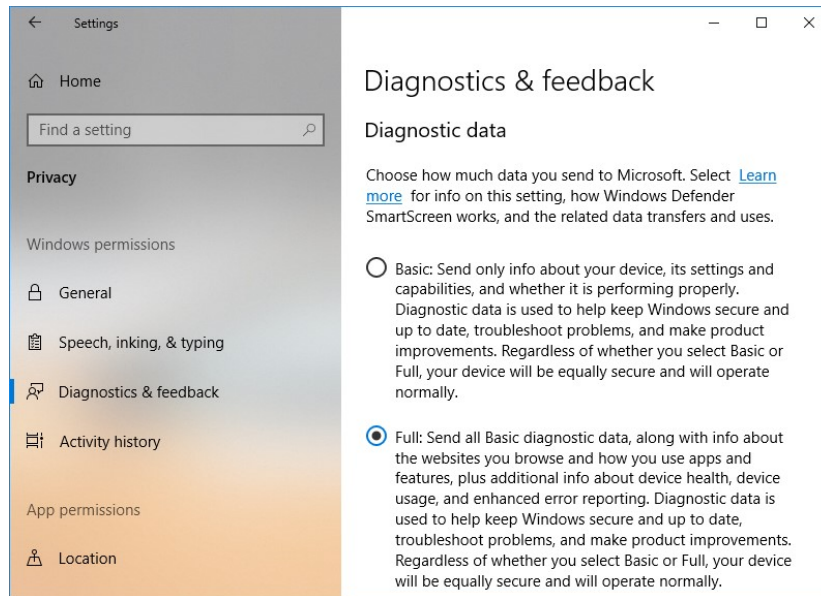 Settings
Home
Find a setting
Privacy
Windows permissions
General
Speech, inking, & typing
Diagnostics & feedback
Activity history
App permissions
Location
Diagnostics & feedback
Diagnostic data
Choose how much data you send to Microsoft. Select Learn
more for info on this setting, how Windows Defender
SmartScreen works, and the related data transfers and uses.
Basic: Send only info about your device, its settings and
capabilities, and whether it is performing properly.
Diagnostic data is used to help keep Windows secure and
up to date, troubleshoot problems, and make product
improvements. Regardless of whether you select Basic or
Full, your device will be equally secure and will operate
normally.
Full: Send all Basic diagnostic data, along with info about
the websites you browse and how you use apps and
features, plus additional info about device health, device
usage, and enhanced error reporting. Diagnostic data is
used to help keep Windows secure and up to date,
troubleshoot problems, and make product improvements.
Regardless of whether you select Basic or Full, your device
will be equally secure and will operate normally.